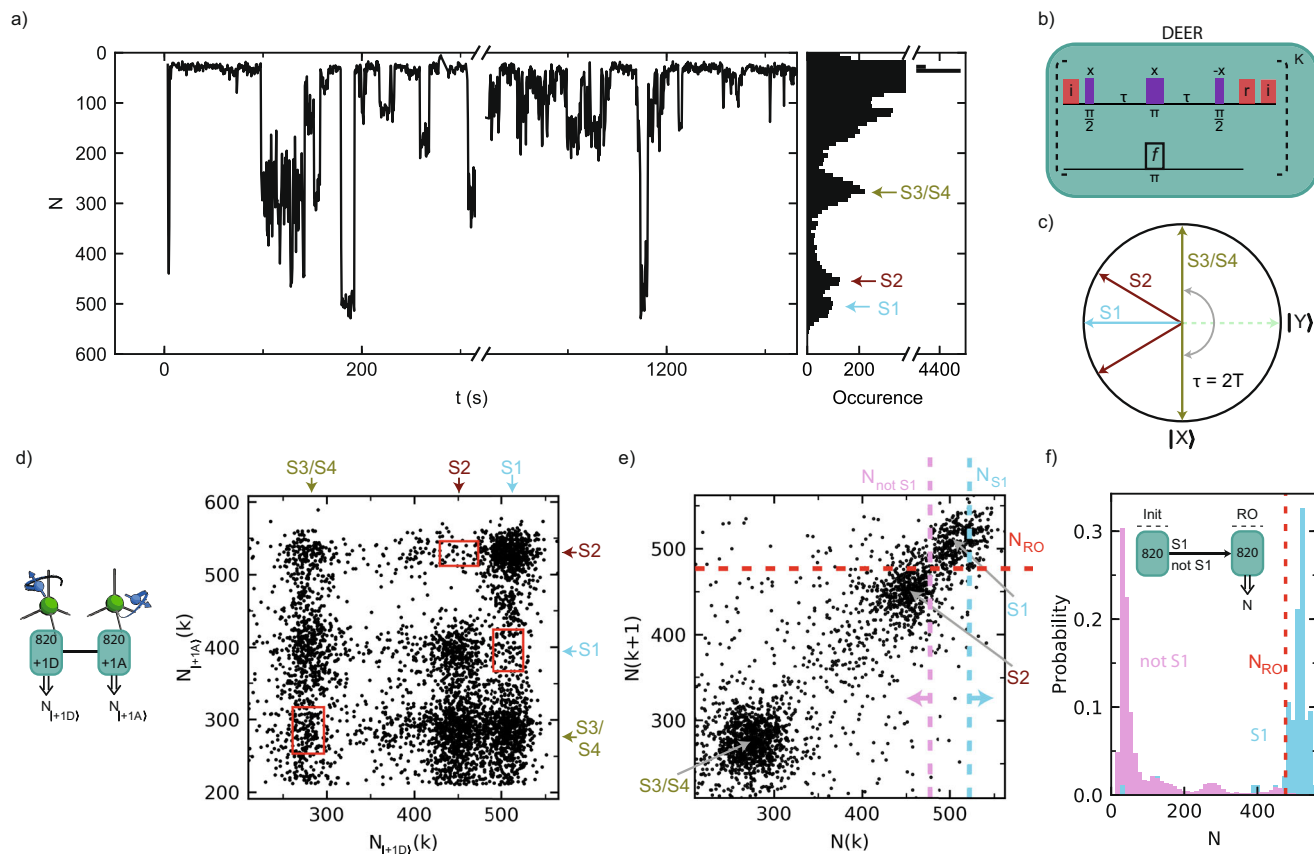 a)
0
100
200
300
400
500
600
N
0
200
1200
t (s)
S3/S4
S2
S1
0
200
4400
Occurence
b)
DEER
K
x
x
-x
i
τ
τ
r
i
π/2
π
π/2
f
π
c)
S3/S4
S2
S1
|Y⟩
τ = 2T
|X⟩
d)
S3/S4
S2
S1
820
+1D
820
+1A
N|+1D⟩
N|+1A⟩
600
500
400
300
200
N|+1A⟩(k)
S2
S1
S3/
S4
300
400
500
N|+1D⟩(k)
e)
Nnot S1
NS1
NRO
500
400
300
N(k+1)
S1
S2
S3/S4
300
400
500
N(k)
f)
0.3
0.2
0.1
0.0
Probability
Init
RO
820
S1
not S1
820
N
not S1
NRO
S1
0
200
400
N